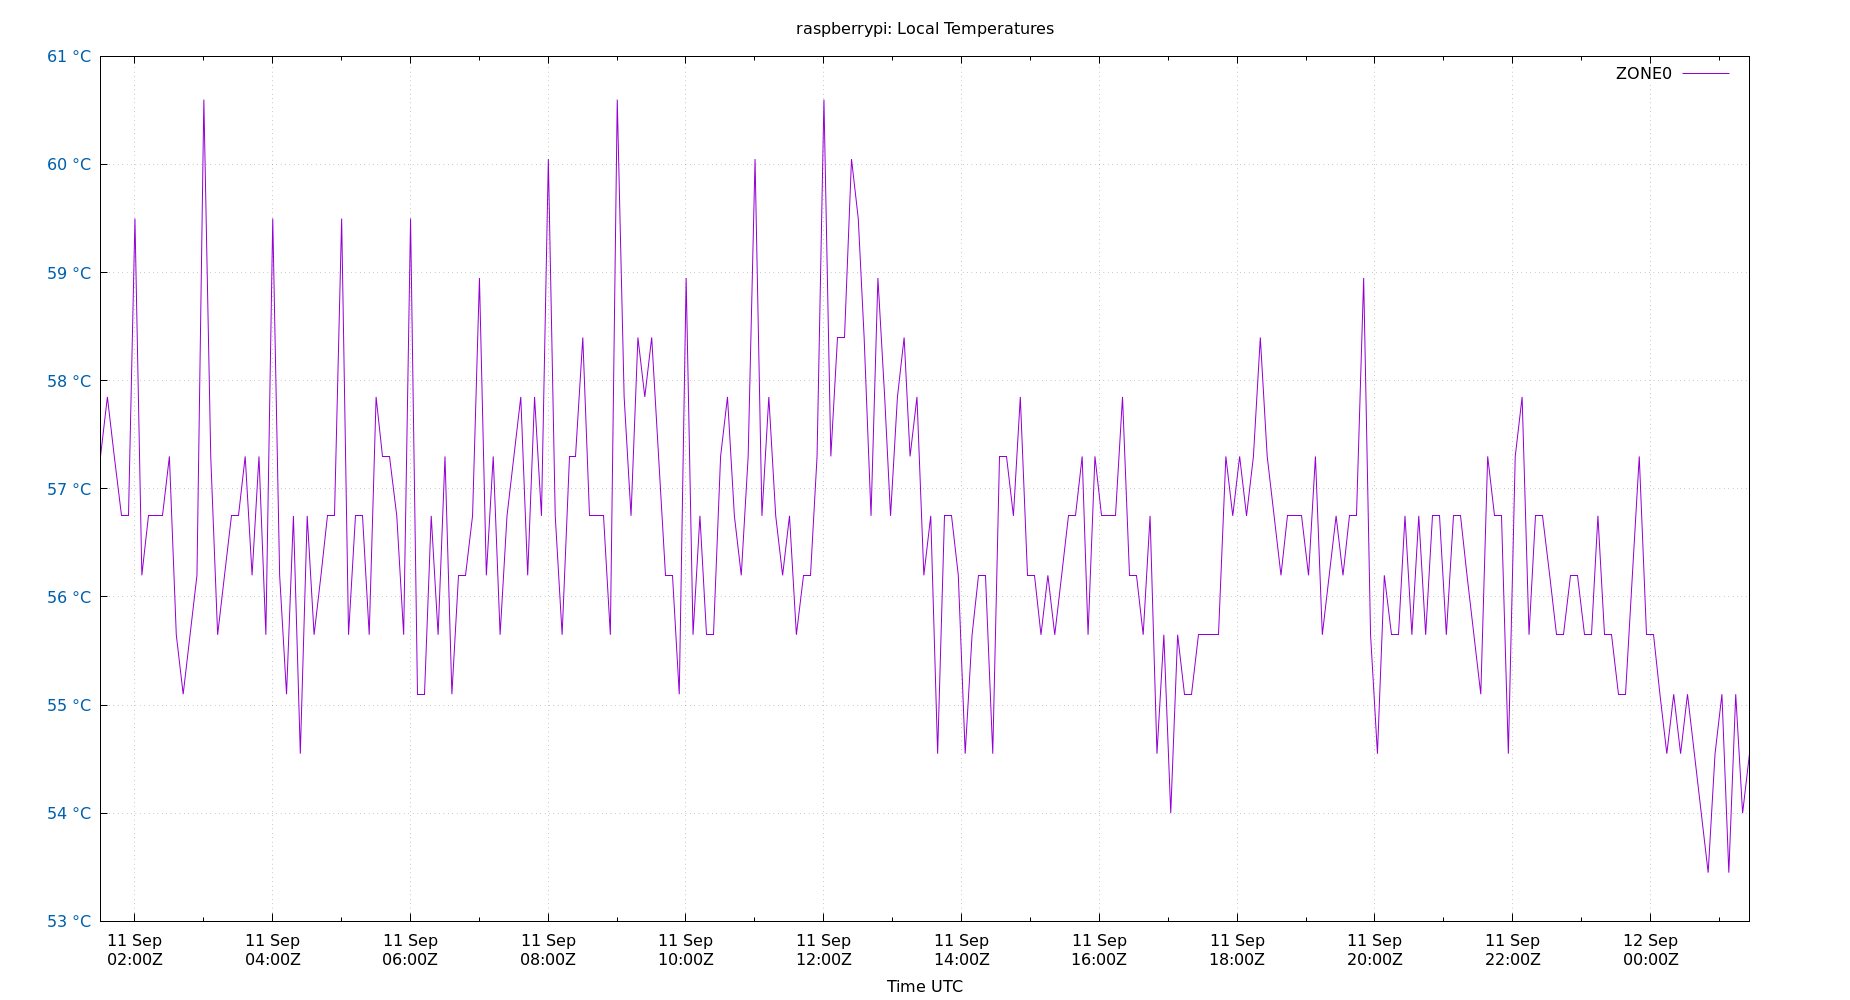 raspberrypi: Local Temperatures
61 °C
ZONE0
60 °C
59 °C
58 °C
57 °C
56 °C
55 °C
54 °C
53 °C
11 Sep 11 Sep 11 Sep 11 Sep 11 Sep 11 Sep 11 Sep 11 Sep 11 Sep 11 Sep 11 Sep 12 Sep
02:00Z 04:00Z 06:00Z 08:00Z 10:00Z 12:00Z 14:00Z 16:00Z 18:00Z 20:00Z 22:00Z 00:00Z
Time UTC